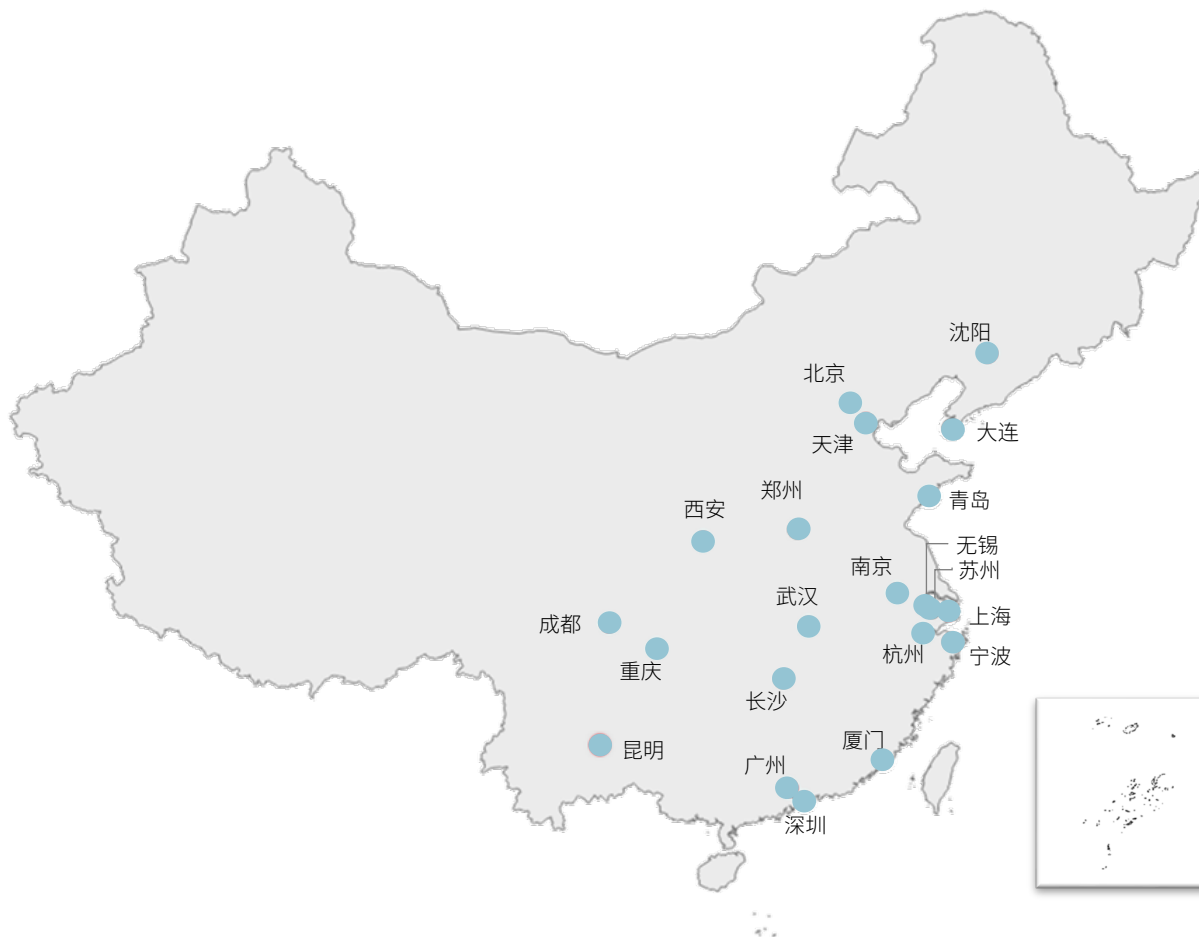 沈阳
北京
大连
天津
郑州
青岛
西安
无锡
南京
苏州
武汉
上海
成都
杭州
宁波
重庆
长沙
厦门
昆明
广州
深圳